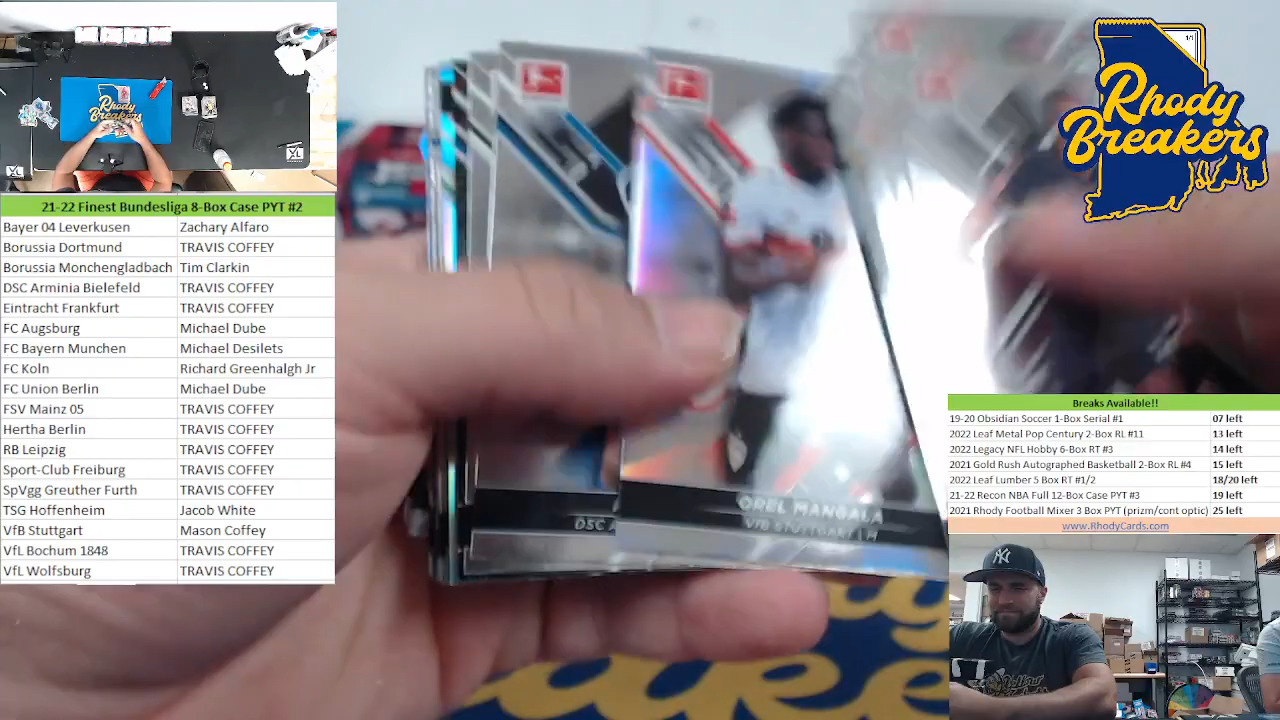 Rhody
Breakers
21-22 Finest Bundesliga 8-Box Case PYT #2
Bayer 04 Leverkusen Zachary Alfaro
Borussia Dortmund TRAVIS COFFEY
Borussia Monchengladbach Tim Clarkin
DSC Arminia Bielefeld TRAVIS COFFEY
Eintracht Frankfurt TRAVIS COFFEY
FC Augsburg Michael Dube
FC Bayern Munchen Michael Desilets
FC Koln Richard Greenhalgh Jr
FC Union Berlin Michael Dube
FSV Mainz 05 TRAVIS COFFEY
Hertha Berlin TRAVIS COFFEY
RB Leipzig TRAVIS COFFEY
Sport-Club Freiburg TRAVIS COFFEY
SpVgg Greuther Furth TRAVIS COFFEY
TSG Hoffenheim Jacob White
VfB Stuttgart Mason Coffey
VfL Bochum 1848 TRAVIS COFFEY
VfL Wolfsburg TRAVIS COFFEY
XL
XL
DSC
OREL MANGALA
VFB STUTTGART | M
1/1
Rhody
Breakers
Breaks Available!!
19-20 Obsidian Soccer 1-Box Serial #1 07 left
2022 Leaf Metal Pop Century 2-Box RL #11 13 left
2022 Legacy NFL Hobby 6-Box RT #3 14 left
2021 Gold Rush Autographed Basketball 2-Box RL #4 15 left
2022 Leaf Lumber 5 Box RT #1/2 18/20 left
21-22 Recon NBA Full 12-Box Case PYT #3 19 left
2021 Rhody Football Mixer 3 Box PYT (prizm/cont optic) 25 left
www.RhodyCards.com